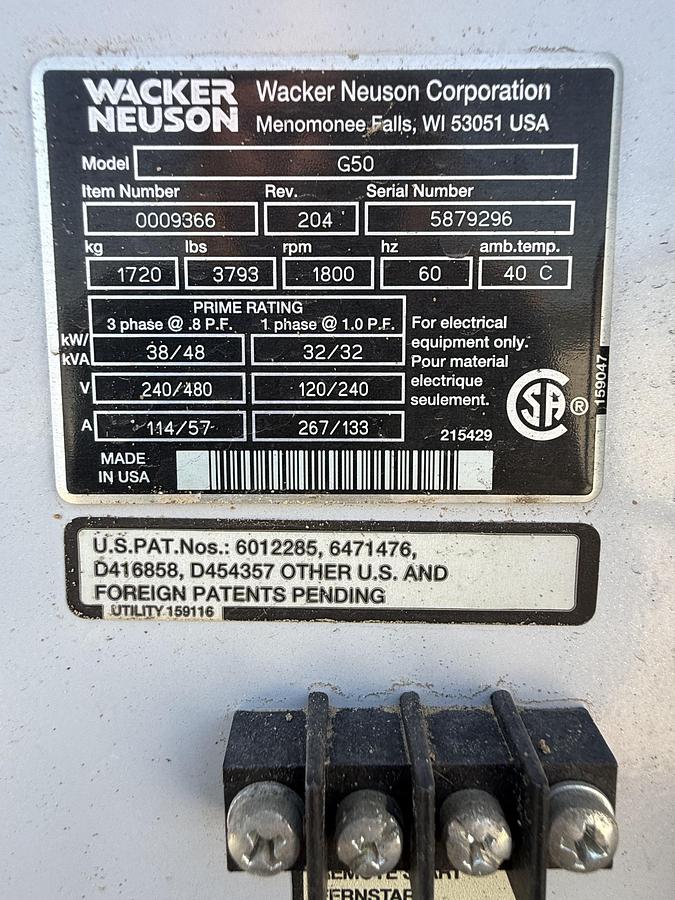 WACKER NEUSON
Wacker Neuson Corporation
Menomonee Falls, WI 53051 USA
Model G50
Item Number Rev. Serial Number
0009366 204 5879296
kg lbs rpm hz amb.temp.
1720 3793 1800 60 40 C
PRIME RATING
3 phase @ .8 P.F. 1 phase @ 1.0 P.F.
kW/kVA 38/48 32/32
V 240/480 120/240
A 114/57 267/133
For electrical
equipment only.
Pour material
electrique
seulement.
215429
SA ®
159047
MADE
IN USA
U.S.PAT.Nos.: 6012285, 6471476,
D416858, D454357 OTHER U.S. AND
FOREIGN PATENTS PENDING
UTILITY 159116
REMOTE START
FERNSTAR